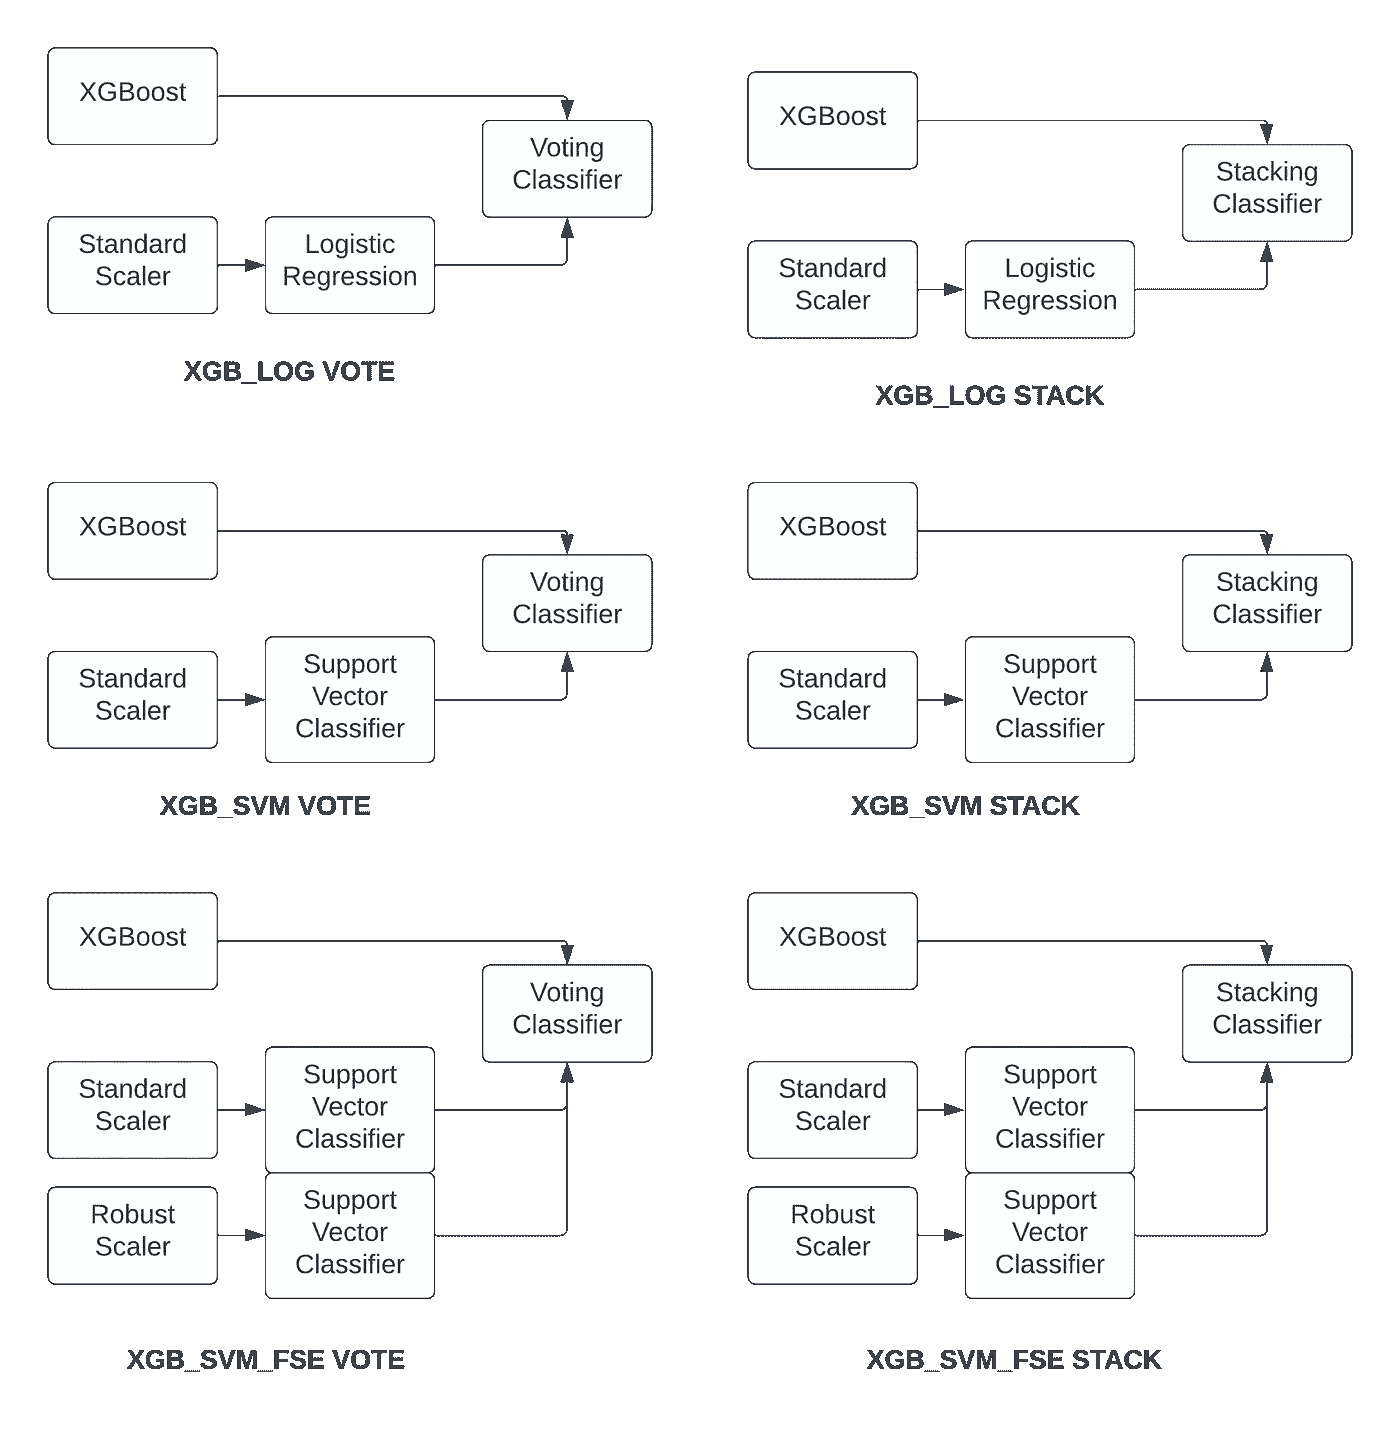 XGBoost
Voting
Classifier
Standard
Scaler
Logistic
Regression
XGB_LOG VOTE
XGBoost
Stacking
Classifier
Standard
Scaler
Logistic
Regression
XGB_LOG STACK
XGBoost
Voting
Classifier
Standard
Scaler
Support
Vector
Classifier
XGB_SVM VOTE
XGBoost
Stacking
Classifier
Standard
Scaler
Support
Vector
Classifier
XGB_SVM STACK
XGBoost
Voting
Classifier
Standard
Scaler
Support
Vector
Classifier
Robust
Scaler
Support
Vector
Classifier
XGB_SVM_FSE VOTE
XGBoost
Stacking
Classifier
Standard
Scaler
Support
Vector
Classifier
Robust
Scaler
Support
Vector
Classifier
XGB_SVM_FSE STACK